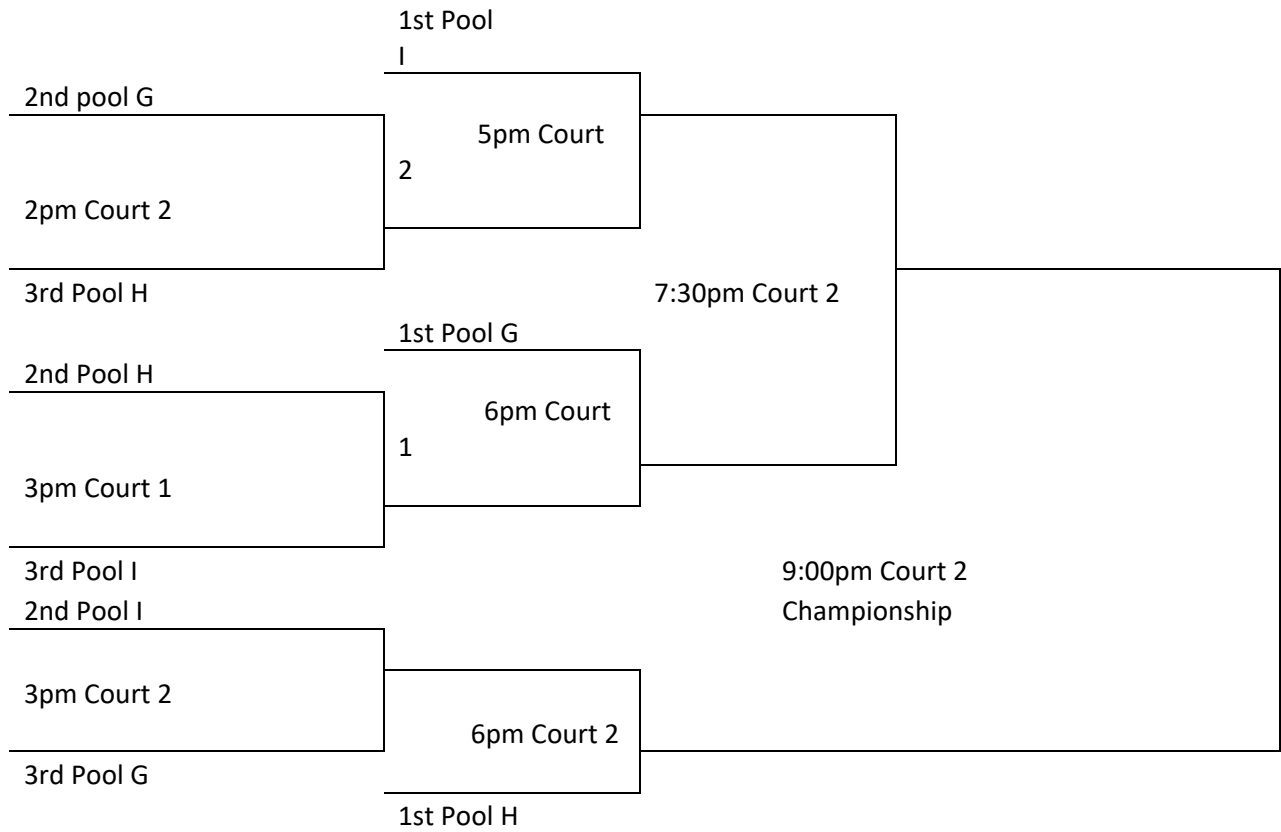 1st Pool
I
2nd pool G
5pm Court
2
2pm Court 2
3rd Pool H
7:30pm Court 2
1st Pool G
2nd Pool H
6pm Court
1
3pm Court 1
3rd Pool I
9:00pm Court 2
2nd Pool I
Championship
3pm Court 2
6pm Court 2
3rd Pool G
1st Pool H